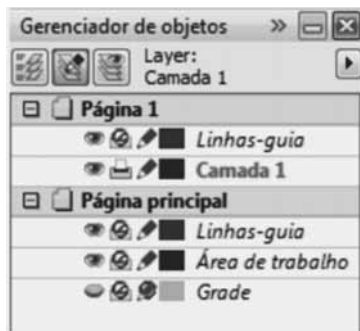 Gerenciador de objetos
Layer:
Camada 1
Página 1
Linhas-guia
Camada 1
Página principal
Linhas-guia
Área de trabalho
Grade